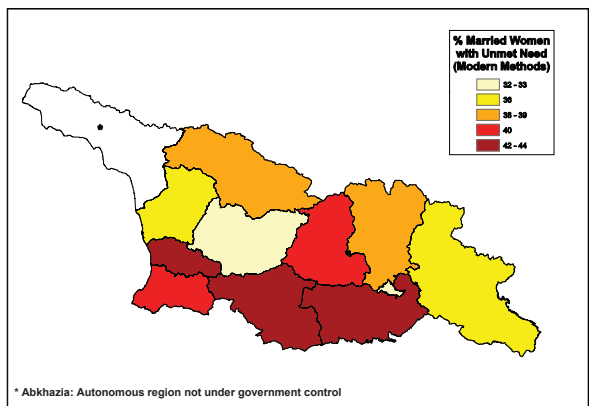 % Married Women
with Unmet Need
(Modern Methods)
32 - 33
36
38 - 39
40
42 - 44
*
* Abkhazia: Autonomous region not under government control